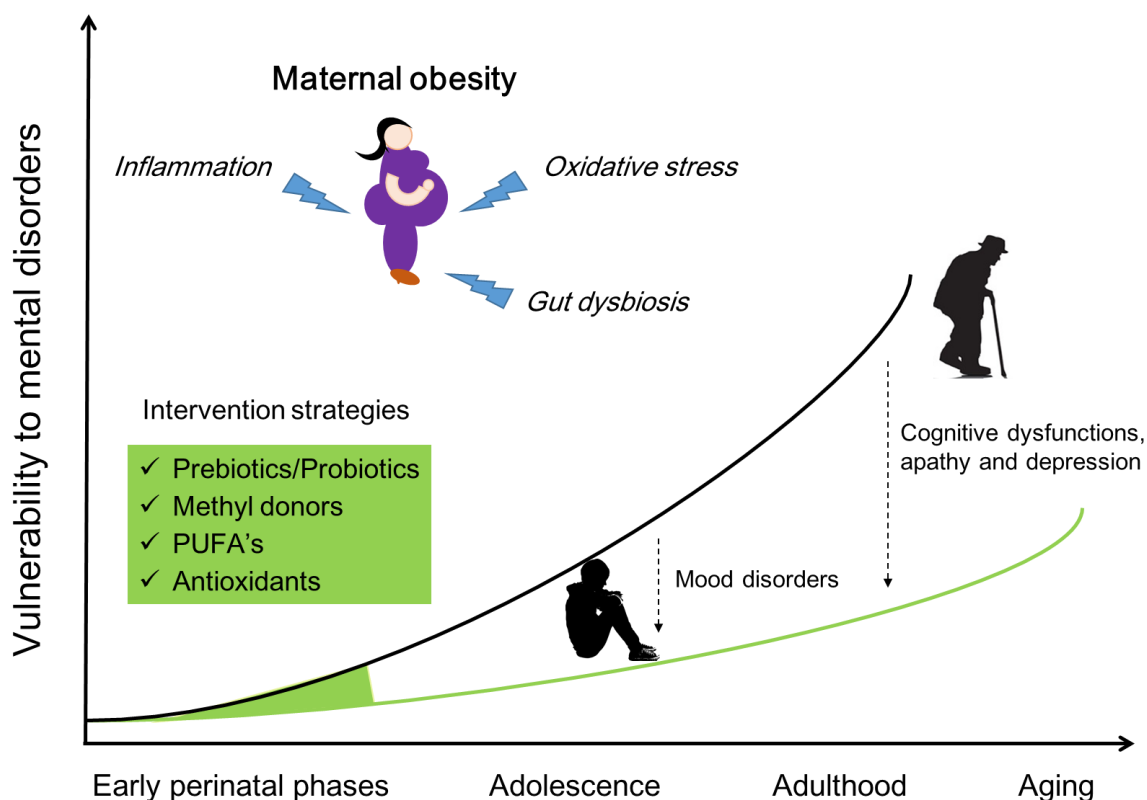 Maternal obesity
Inflammation
Oxidative stress
Gut dysbiosis
Vulnerability to mental disorders
Intervention strategies
✓ Prebiotics/Probiotics
✓ Methyl donors
✓ PUFA's
✓ Antioxidants
Cognitive dysfunctions,
apathy and depression
Mood disorders
Early perinatal phases
Adolescence
Adulthood
Aging